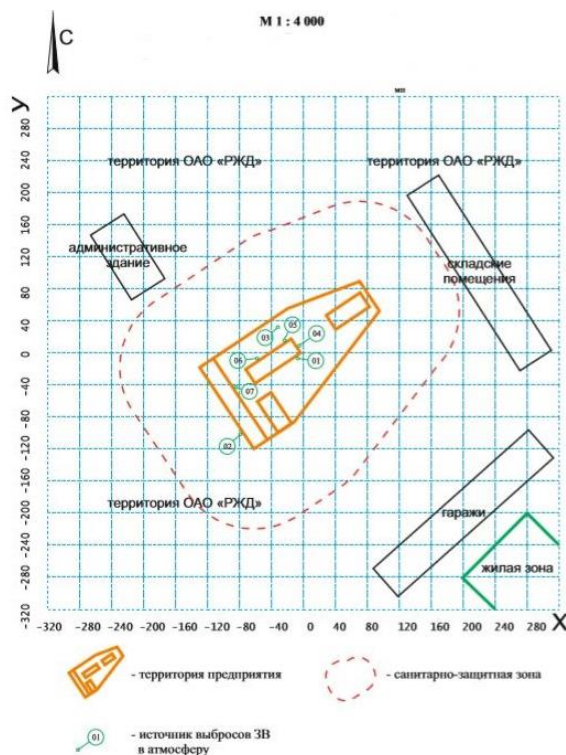 М 1 : 4 000
С
У
территория ОАО «РЖД»
территория ОАО «РЖД»
административное
здание
складские
помещения
280
240
200
160
120
80
40
0
-40
-80
-120
-160
-200
-240
-280
-320
03
05
04
06
01
07
02
территория ОАО «РЖД»
гаражи
жилая зона
-320 -280 -240 -200 -160 -120 -80 -40 0 40 80 120 160 200 240 280
Х
- территория предприятия
- санитарно-защитная зона
01
- источник выбросов ЗВ
в атмосферу